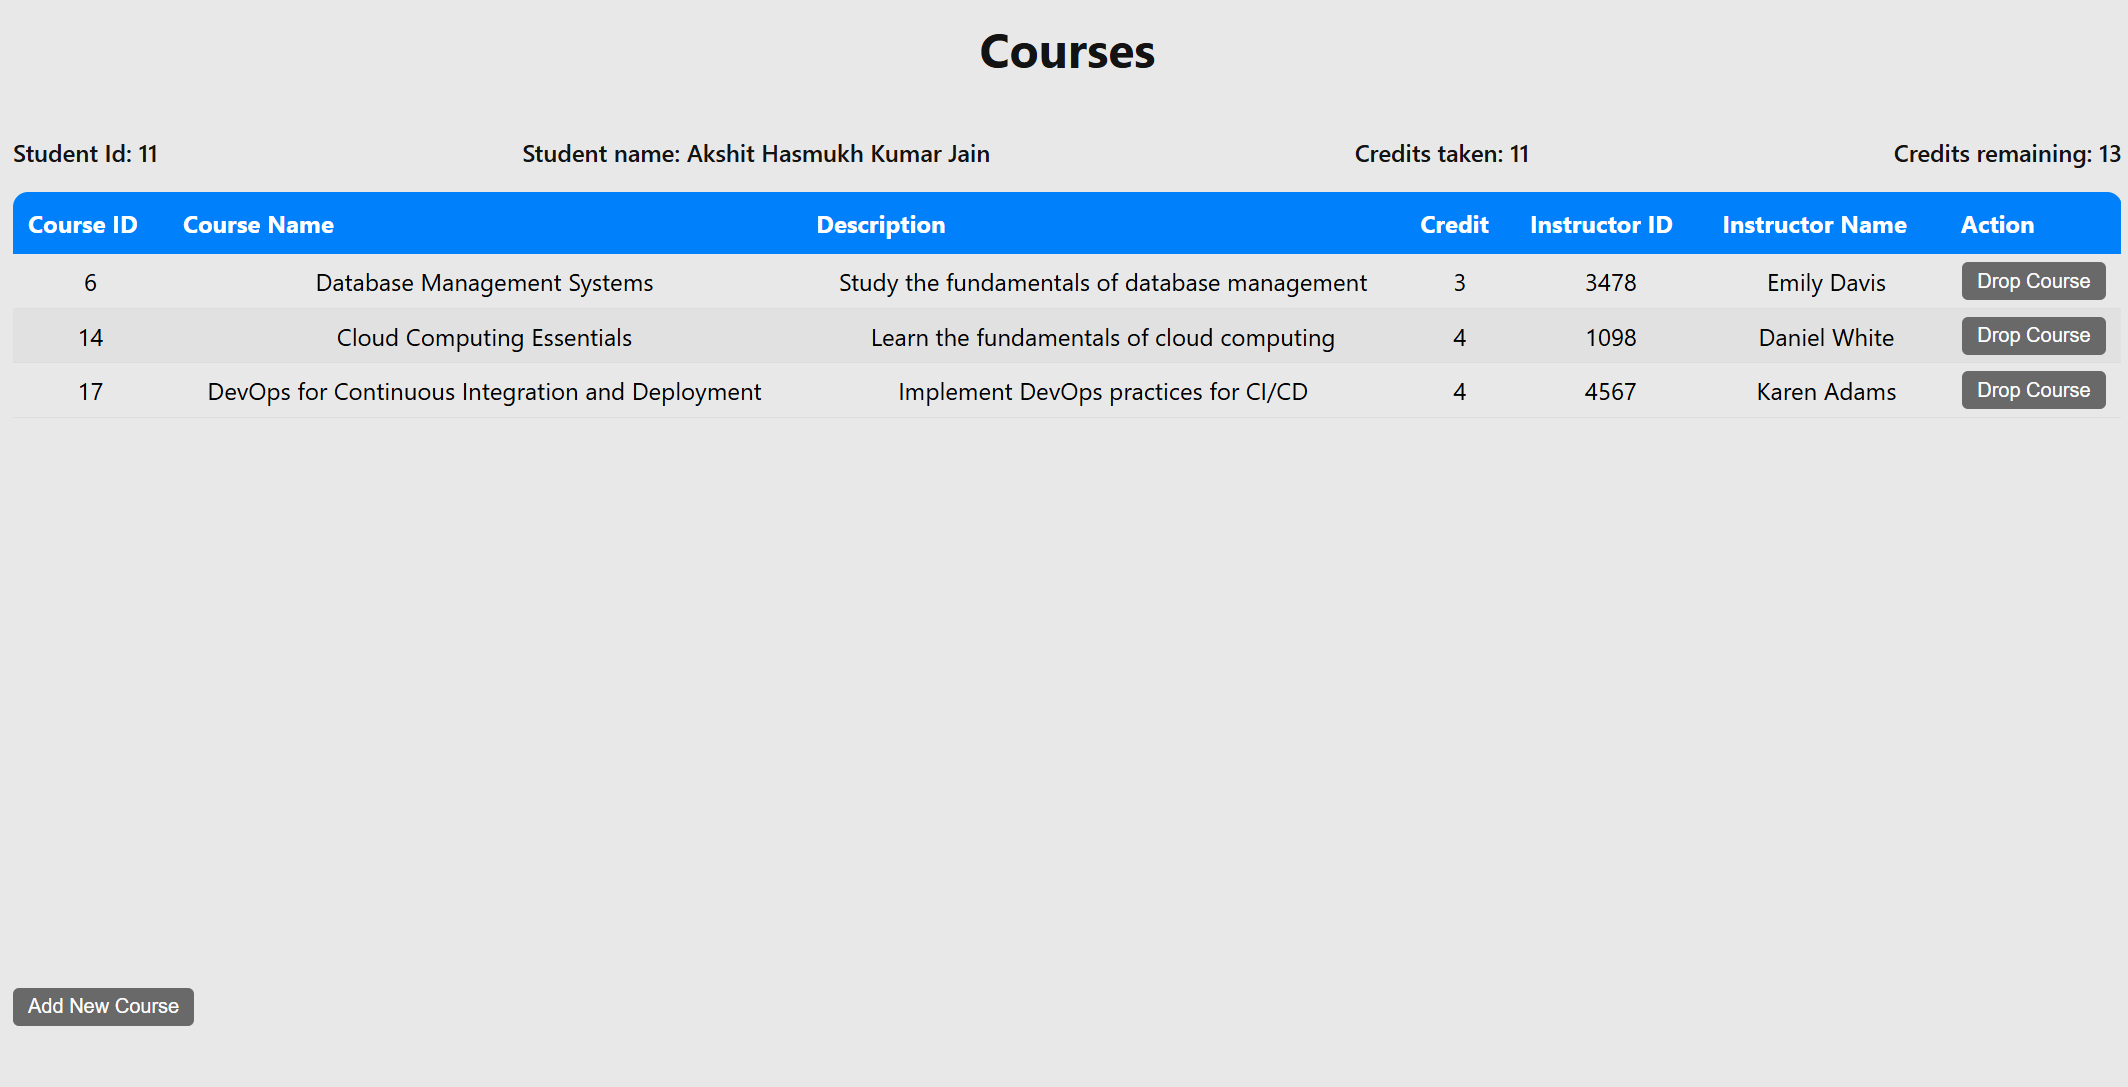 Courses
Student Id: 11 Student name: Akshit Hasmukh Kumar Jain Credits taken: 11 Credits remaining: 13
Course ID Course Name Description Credit Instructor ID Instructor Name Action
6 Database Management Systems Study the fundamentals of database management 3 3478 Emily Davis Drop Course
14 Cloud Computing Essentials Learn the fundamentals of cloud computing 4 1098 Daniel White Drop Course
17 DevOps for Continuous Integration and Deployment Implement DevOps practices for CI/CD 4 4567 Karen Adams Drop Course
Add New Course